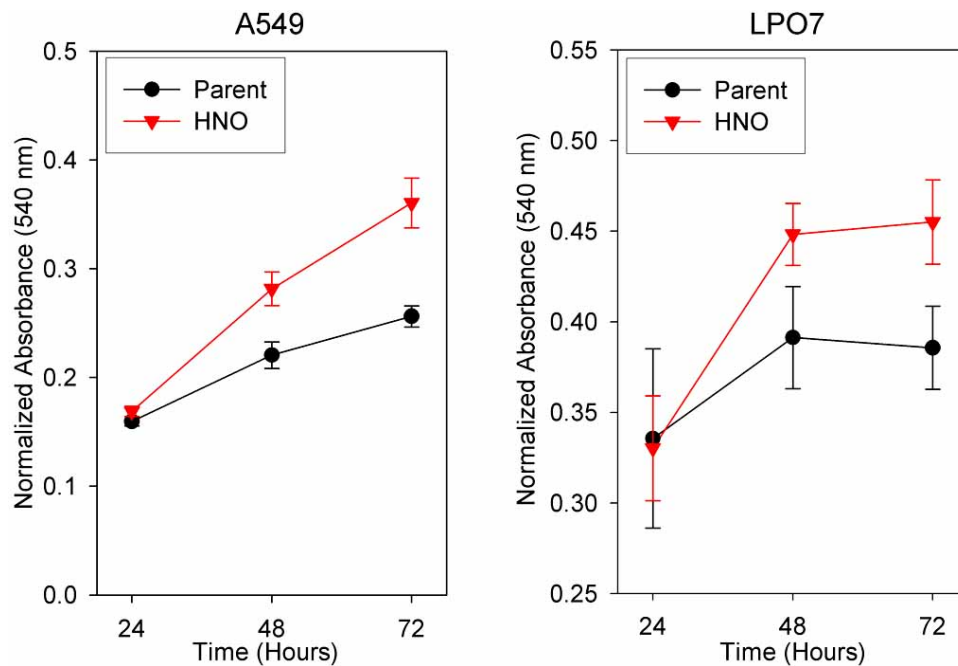 A549
Normalized Absorbance (540 nm)
0.5
0.4
0.3
0.2
0.1
0.0
Parent
HNO
24
48
72
Time (Hours)
LPO7
Normalized Absorbance (540 nm)
0.55
0.50
0.45
0.40
0.35
0.30
0.25
Parent
HNO
24
48
72
Time (Hours)